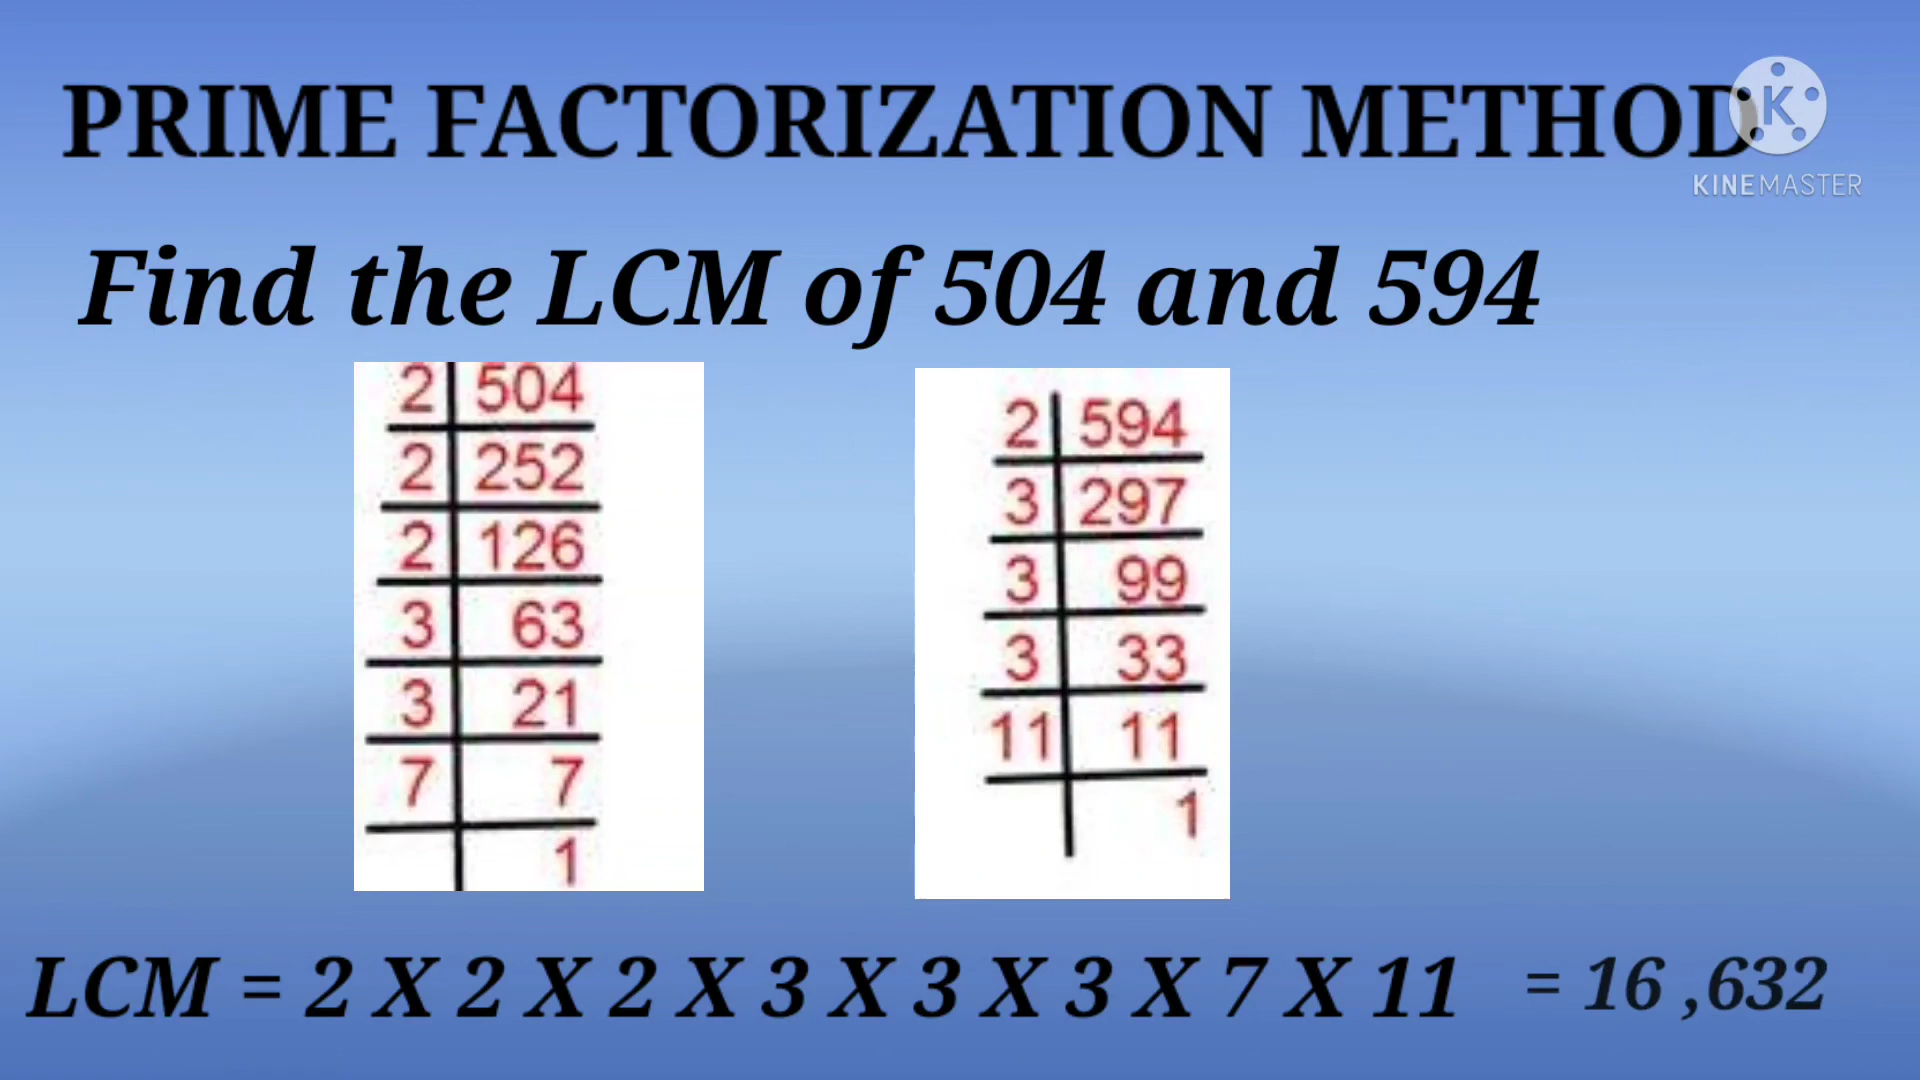 PRIME FACTORIZATION METHOD
K
KINEMASTER
Find the LCM of 504 and 594
2 504
2 252
2 126
3 63
3 21
7 7
1
2 594
3 297
3 99
3 33
11 11
1
LCM = 2 X 2 X 2 X 3 X 3 X 3 X 7 X 11 = 16 ,632